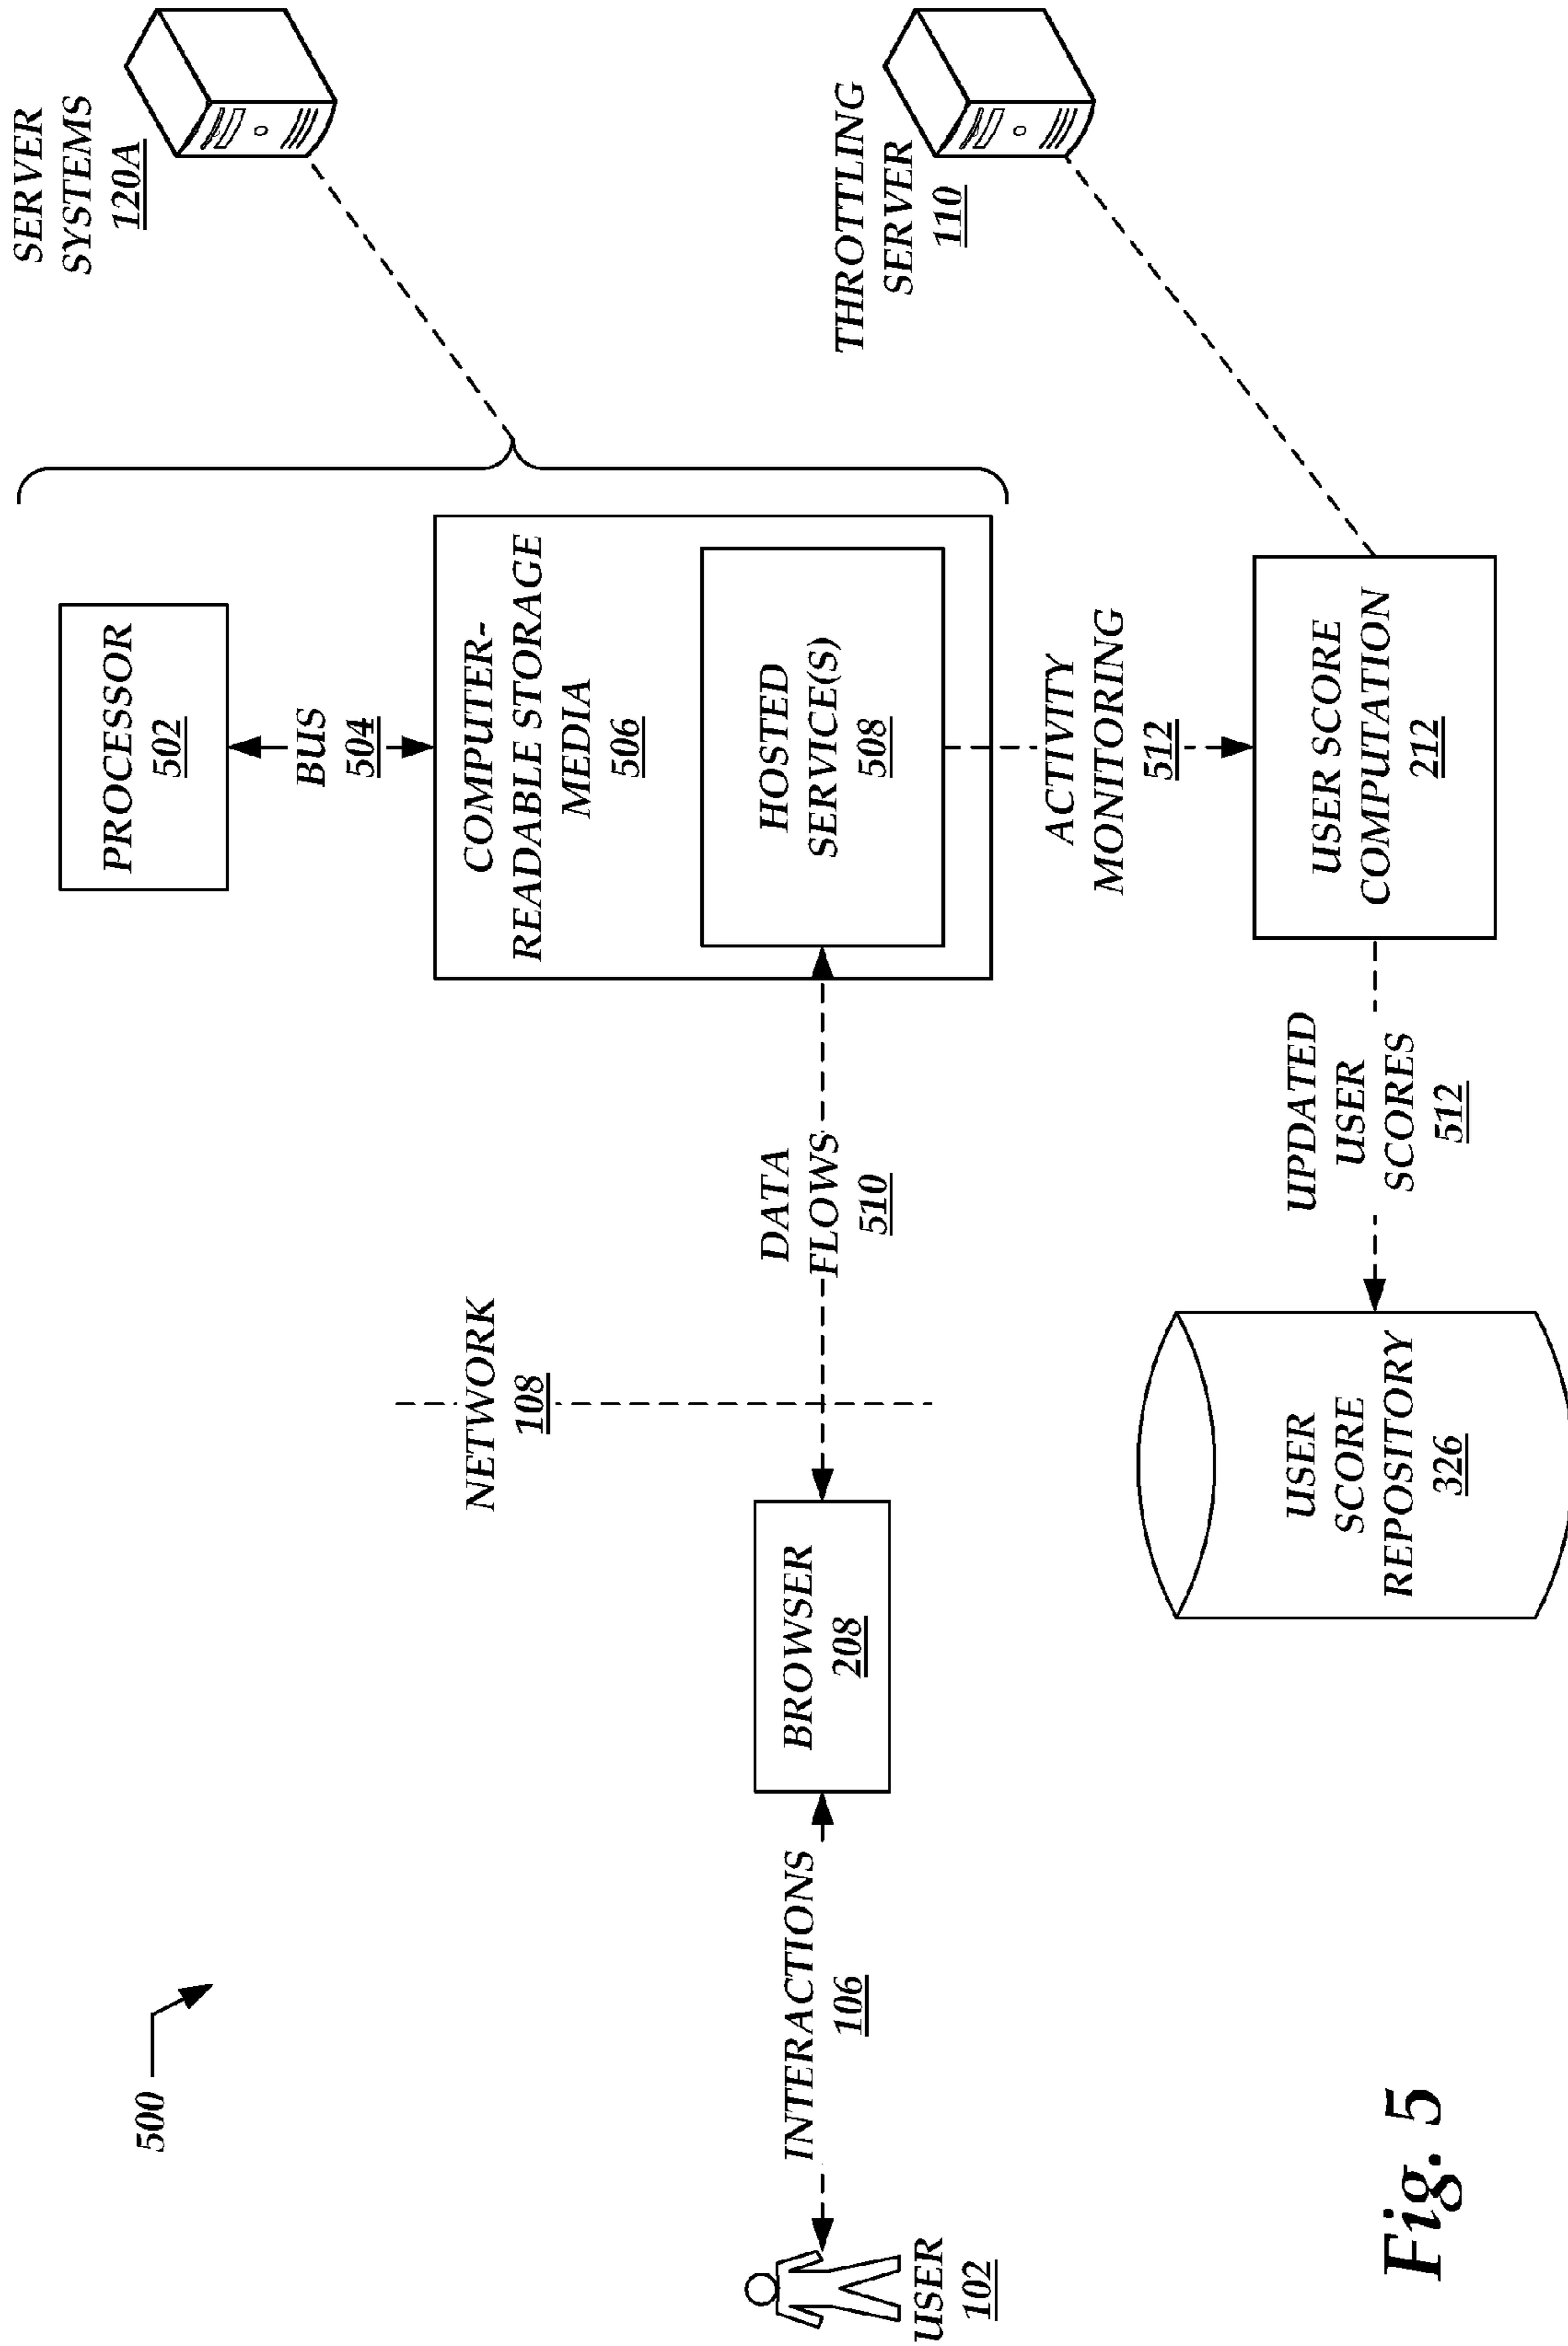 500
SERVER
SYSTEMS
120A
PROCESSOR
502
BUS
504
COMPUTER-
READABLE STORAGE
MEDIA
506
NETWORK
108
HOSTED
SERVICE(S)
508
DATA
FLOWS
510
BROWSER
208
INTERACTIONS
106
USER
102
THROTTLING
SERVER
110
ACTIVITY
MONITORING
512
USER SCORE
COMPUTATION
212
UPDATED
USER
SCORES
512
USER
SCORE
REPOSITORY
326
Fig. 5